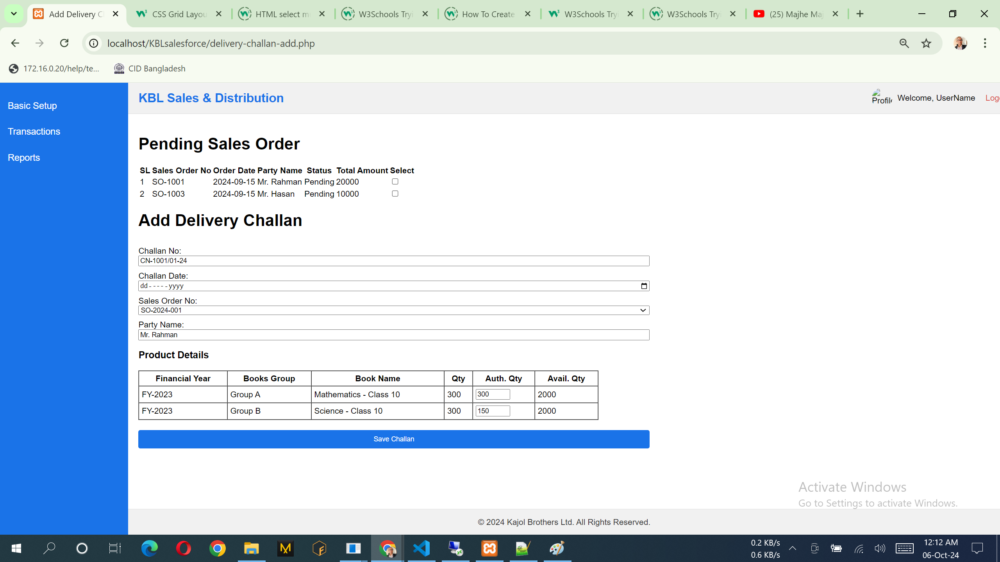 Add Delivery C
CSS Grid Layou
HTML select m
W3Schools Tryi
How To Create
W3Schools Tryi
W3Schools Tryi
(25) Majhe Maj
localhost/KBLsalesforce/delivery-challan-add.php
172.16.0.20/help/te...
CID Bangladesh
KBL Sales & Distribution
Profile Welcome, UserName Log
Basic Setup
Transactions
Reports
Pending Sales Order
SL Sales Order No Order Date Party Name Status Total Amount Select
1 SO-1001 2024-09-15 Mr. Rahman Pending 20000
2 SO-1003 2024-09-15 Mr. Hasan Pending 10000
Add Delivery Challan
Challan No:
CN-1001/01-24
Challan Date:
dd-----yyyy
Sales Order No:
SO-2024-001
Party Name:
Mr. Rahman
Product Details
Financial Year Books Group Book Name Qty Auth. Qty Avail. Qty
FY-2023 Group A Mathematics - Class 10 300 300 2000
FY-2023 Group B Science - Class 10 300 150 2000
Save Challan
Activate Windows
Go to Settings to activate Windows.
© 2024 Kajol Brothers Ltd. All Rights Reserved.
0.2 KB/s
0.6 KB/s
12:12 AM
06-Oct-24